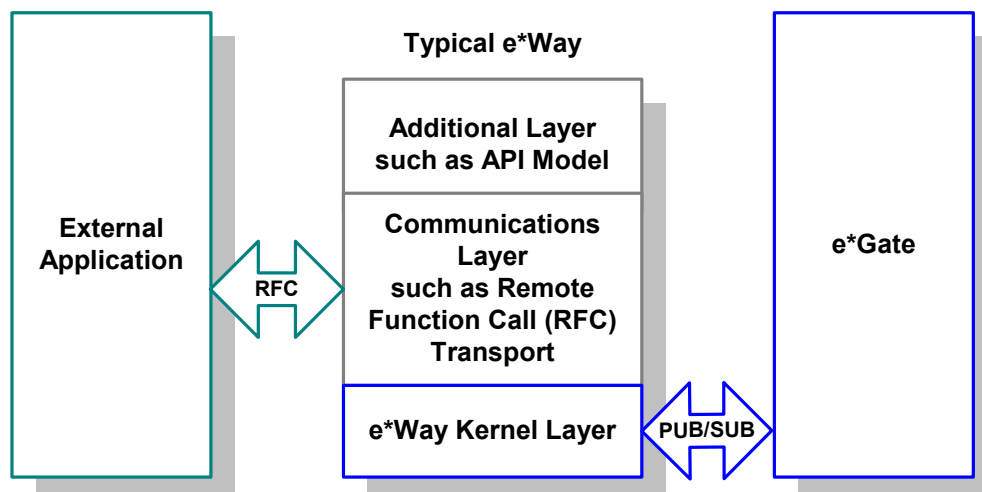 Typical e*Way
Additional Layer
such as API Model
External
Application
RFC
Communications
Layer
such as Remote
Function Call (RFC)
Transport
e*Way Kernel Layer
PUB/SUB
e*Gate